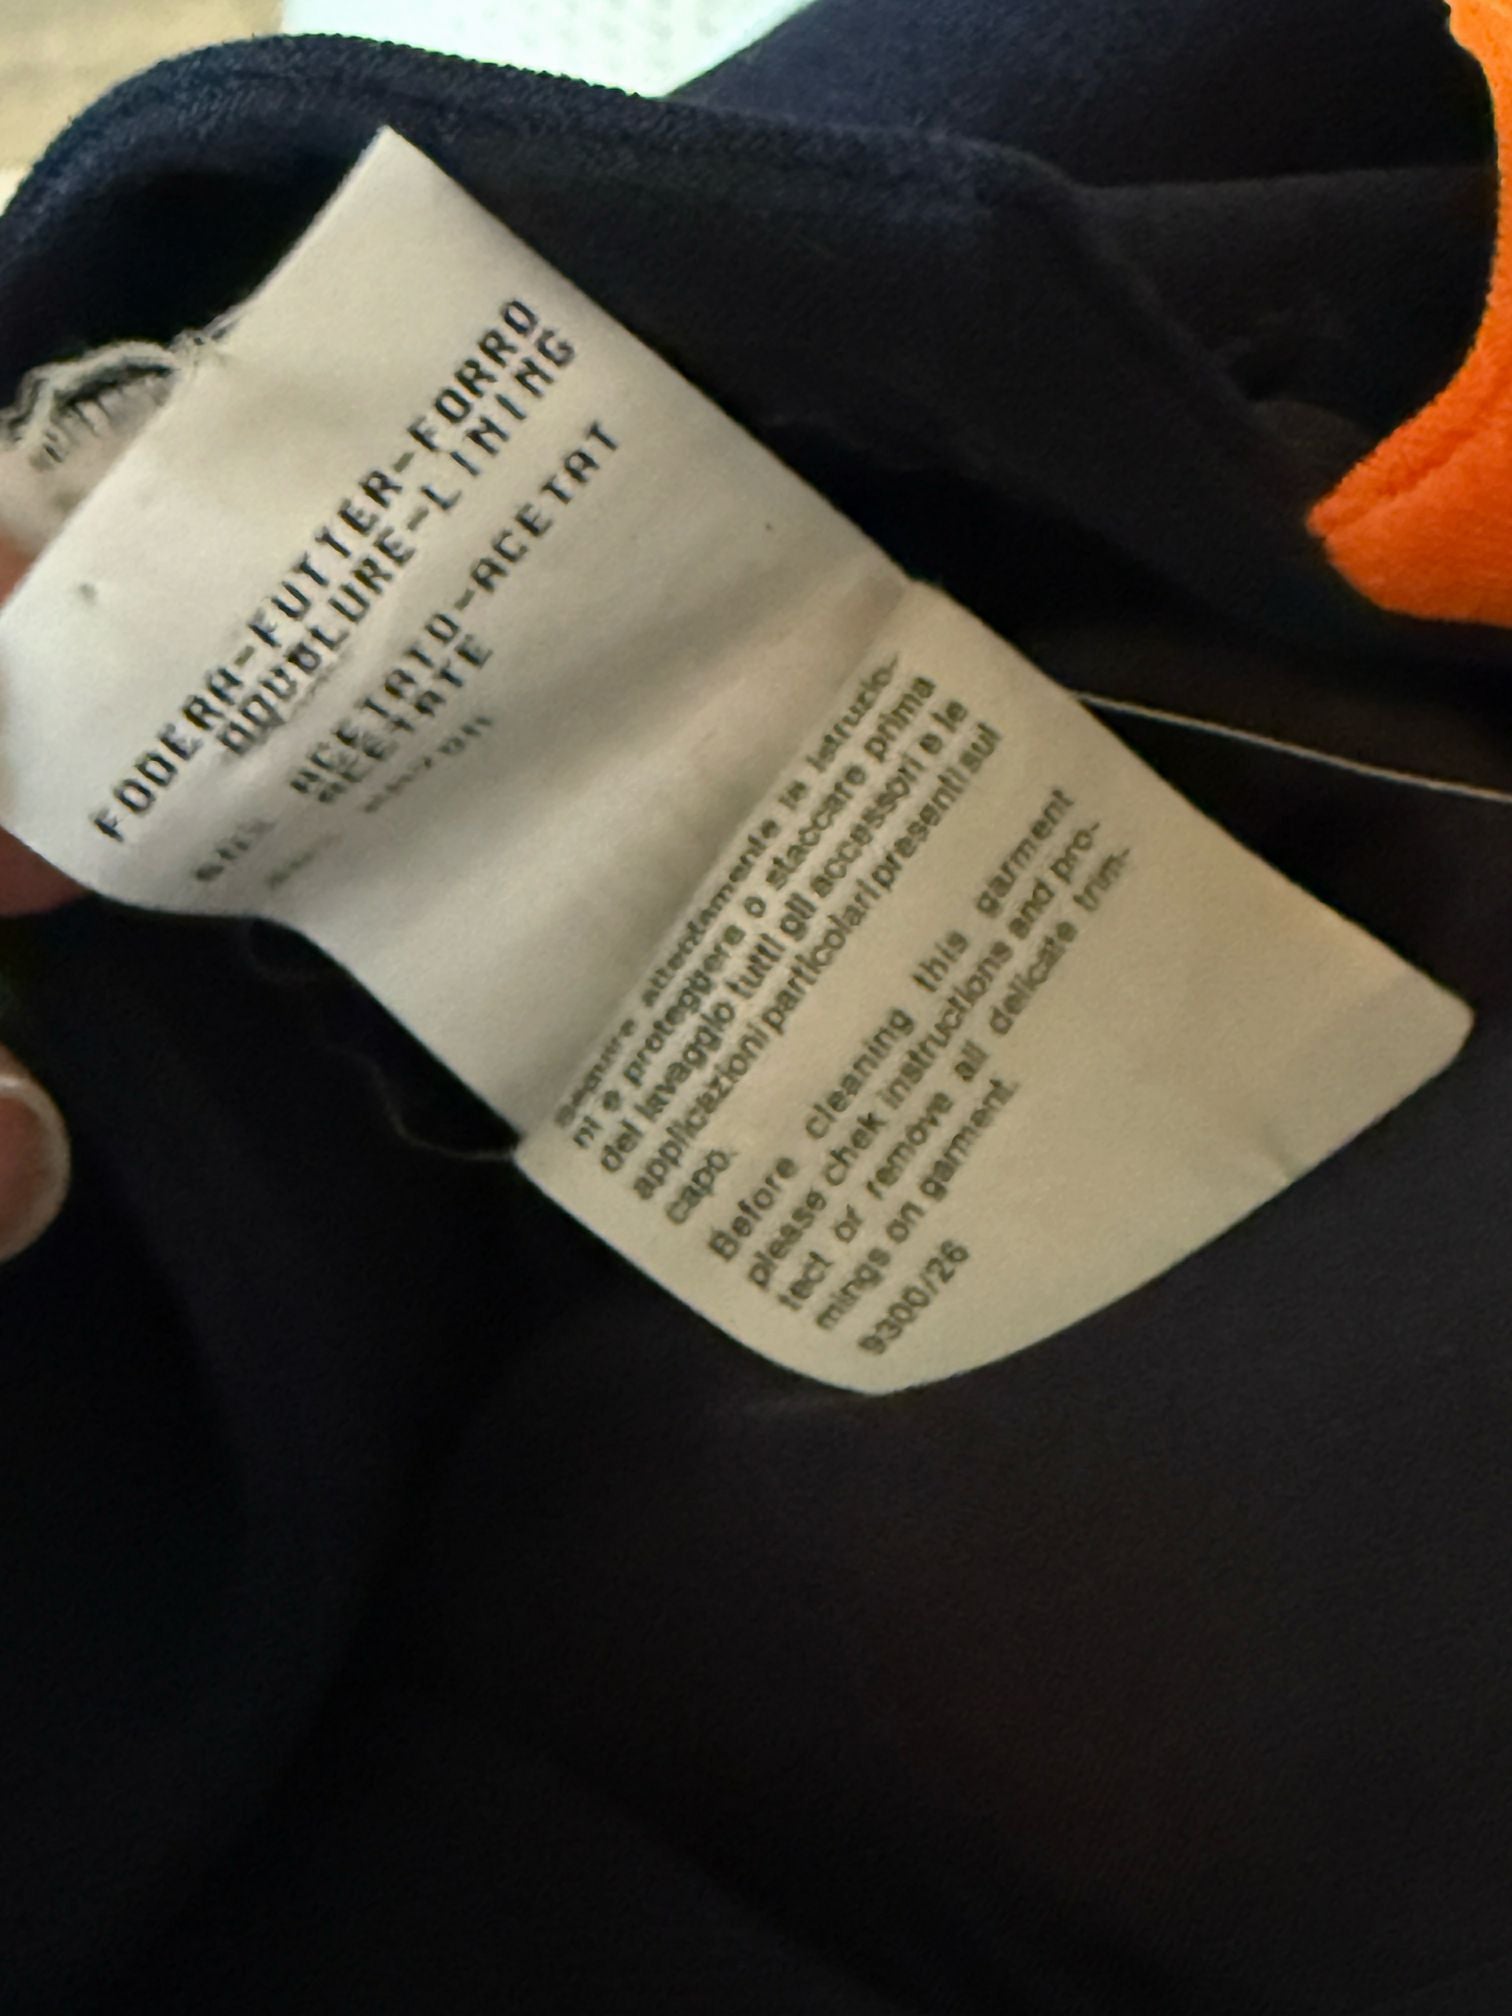 FODERA-FUTTER-FORRO
DOUBLURE-LINING
ACETATO-ACETAT
ACETATE
Seguire attentamente le istruzio-
ni e proteggere o staccare prima
del lavaggio tutti gli accessori e le
applicazioni particolari presenti sul
capo.
Before cleaning this garment
please chek instructions and pro-
tect or remove all delicate trim-
mings on garment.
9300/26